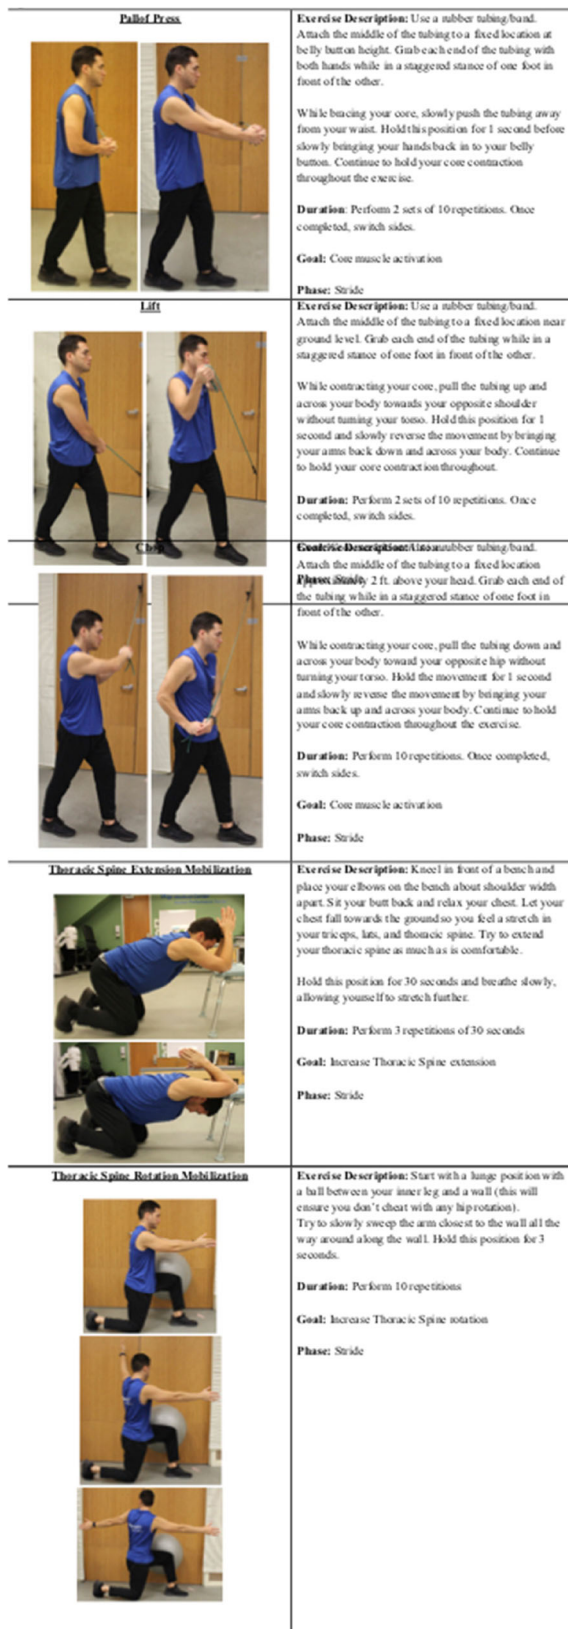 Pallof Press
Exercise Description: Use a rubber tubing/band.
Attach the middle of the tubing to a fixed location at
belly button height. Grab each end of the tubing with
both hands while in a staggered stance of one foot in
front of the other.
While bracing your core, slowly push the tubing away
from your waist. Hold this position for 1 second before
slowly bringing your hands back in to your belly
button. Continue to hold your core contraction
throughout the exercise.
Duration: Perform 2 sets of 10 repetitions. Once
completed, switch sides.
Goal: Core muscle activation
Phase: Stride
Lift
Exercise Description: Use a rubber tubing/band.
Attach the middle of the tubing to a fixed location near
ground level. Grab each end of the tubing while in a
staggered stance of one foot in front of the other.
While contracting your core, pull the tubing up and
across your body towards your opposite shoulder
without turning your torso. Hold this position for 1
second and slowly reverse the movement by bringing
your arms back down and across your body. Continue
to hold your core contraction throughout.
Duration: Perform 2 sets of 10 repetitions. Once
completed, switch sides.
Chop
rubber tubing/band.
Attach the middle of the tubing to a fixed location
Phase: Stride
2 ft. above your head. Grab each end of
the tubing while in a staggered stance of one foot in
front of the other.
While contracting your core, pull the tubing down and
across your body toward your opposite hip without
turning your torso. Hold the movement for 1 second
and slowly reverse the movement by bringing your
arms back up and across your body. Continue to hold
your core contraction throughout the exercise.
Duration: Perform 10 repetitions. Once completed,
switch sides.
Goal: Core muscle activation
Phase: Stride
Thoracic Spine Extension Mobilization
Exercise Description: Kneel in front of a bench and
place your elbows on the bench about shoulder width
apart. Sit your butt back and relax your chest. Let your
chest fall towards the ground so you feel a stretch in
your triceps, lats, and thoracic spine. Try to extend
your thoracic spine as much as is comfortable.
Hold this position for 30 seconds and breathe slowly,
allowing yourself to stretch further.
Duration: Perform 3 repetitions of 30 seconds
Goal: Increase Thoracic Spine extension
Phase: Stride
Thoracic Spine Rotation Mobilization
Exercise Description: Start with a lunge position with
a ball between your inner leg and a wall (this will
ensure you don't cheat with any hip rotation).
Try to slowly sweep the arm closest to the wall all the
way around along the wall. Hold this position for 3
seconds.
Duration: Perform 10 repetitions
Goal: Increase Thoracic Spine rotation
Phase: Stride